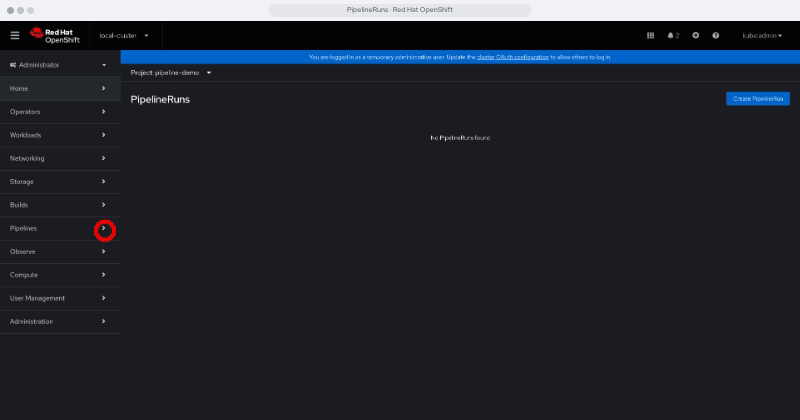 PipelineRuns · Red Hat OpenShift
Red Hat
OpenShift
local-cluster
2
kube:admin
Administrator
You are logged in as a temporary administrative user. Update the cluster OAuth configuration to allow others to log in.
Project: pipeline-demo
Home
PipelineRuns
Create PipelineRun
Operators
Workloads
No PipelineRuns found
Networking
Storage
Builds
Pipelines
Observe
Compute
User Management
Administration